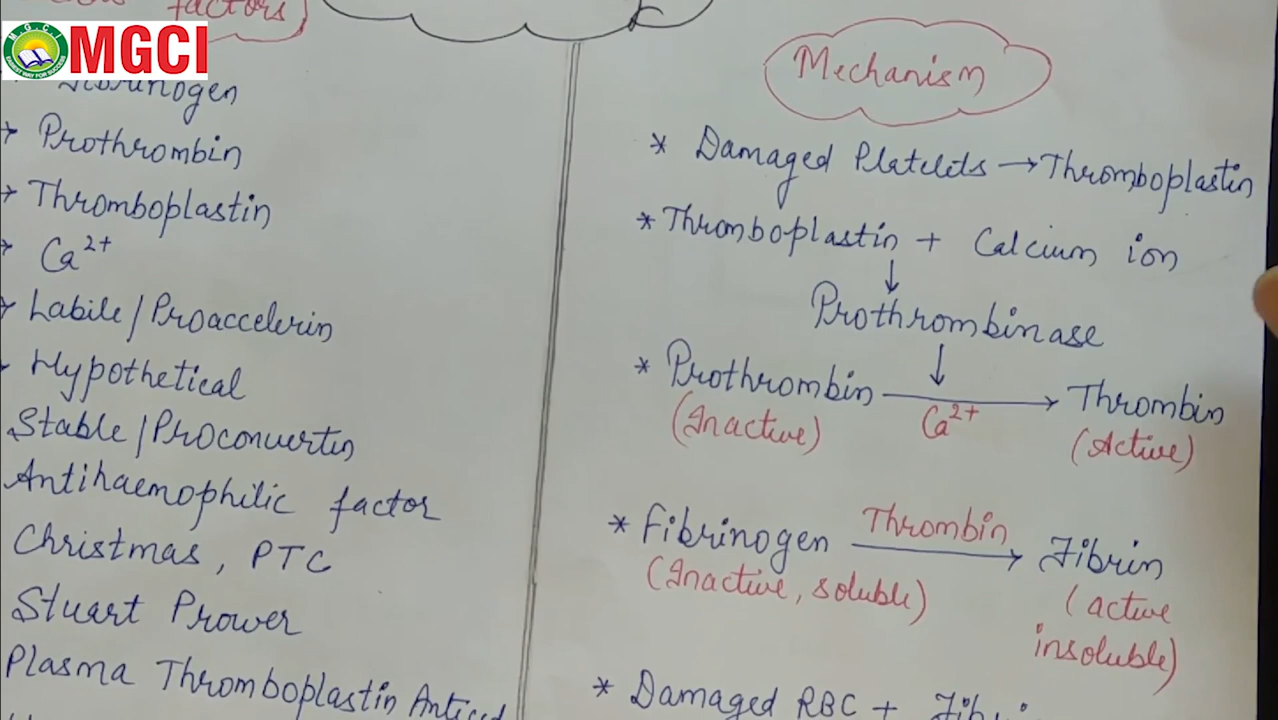 factors)
M.G.C.I
MGCI
Fibrinogen
→ Prothrombin
→ Thromboplastin
→ Ca²⁺
→ Labile/Proaccelerin
Hypothetical
Stable/Proconvertin
Antihaemophilic factor
Christmas, PTC
Stuart Prower
Plasma Thromboplastin
Mechanism
* Damaged Platelets → Thromboplastin
* Thromboplastin + Calcium ion
↓
Prothrombinase
↓
* Prothrombin → Thrombin
(Inactive) Ca²⁺ (Active)
* Fibrinogen Thrombin → Fibrin
(Inactive, soluble) (active
insoluble)
* Damaged RBC +